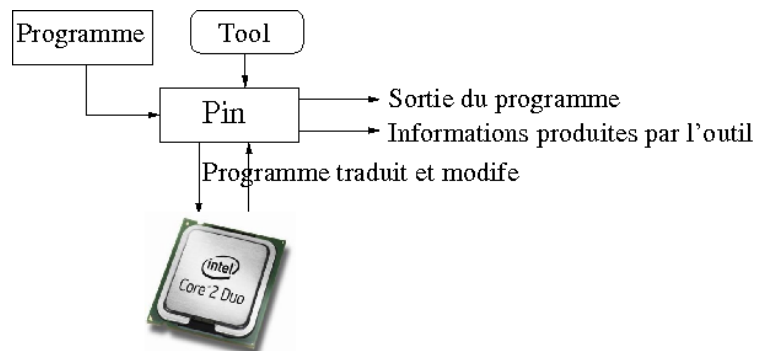 Programme
Tool
Pin
Sortie du programme
Informations produites par l'outil
Programme traduit et modife
intel
Core 2 Duo